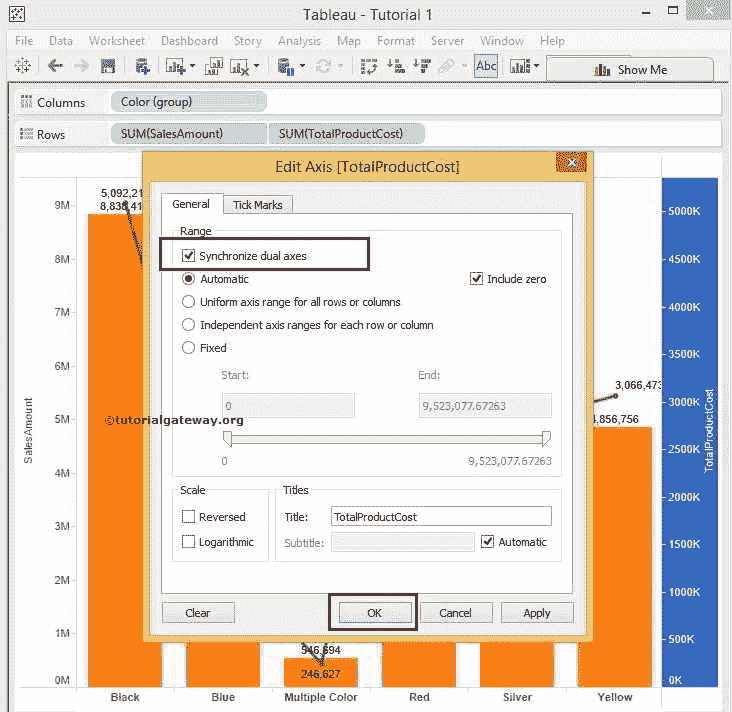 Tableau - Tutorial 1
File Data Worksheet Dashboard Story Analysis Map Format Server Window Help
Abc Show Me
Columns Color (group)
Rows SUM(SalesAmount) SUM(TotalProductCost)
Edit Axis [TotalProductCost]
General Tick Marks
Range
Synchronize dual axes
Automatic Include zero
Uniform axis range for all rows or columns
Independent axis ranges for each row or column
Fixed
Start: End:
0 9,523,077.67263
0 9,523,077.67263
Scale Titles
Reversed Title: TotalProductCost
Logarithmic Subtitle: Automatic
Clear OK Cancel Apply
©tutorialgateway.org
SalesAmount
9M
8M
7M
6M
5M
4M
3M
2M
1M
0M
5,092,21
8,838,41
546,694
246,627
3,066,473
4,856,756
5000K
4500K
4000K
3500K
3000K
2500K
2000K
1500K
1000K
500K
0K
TotalProductCost
Black Blue Multiple Color Red Silver Yellow